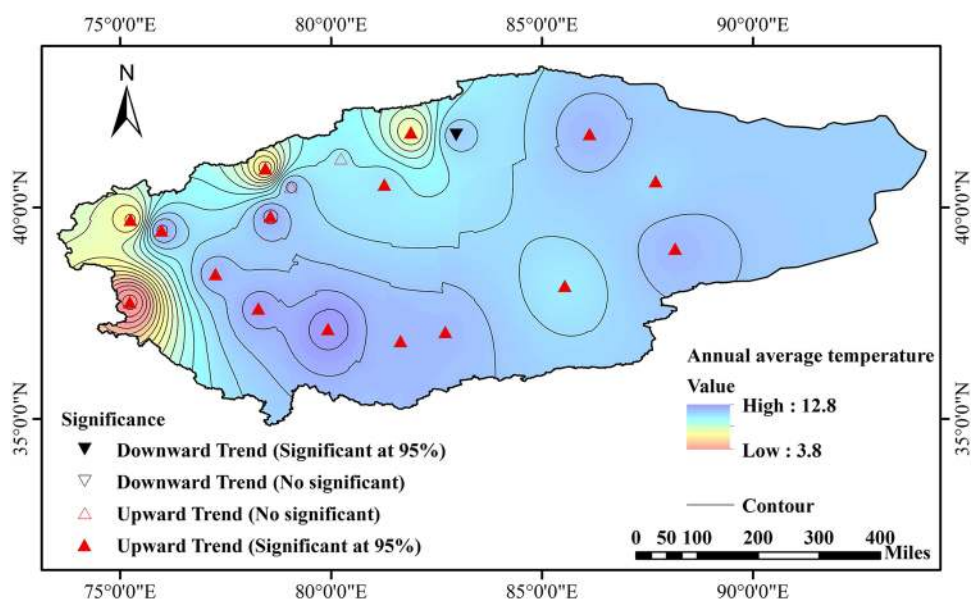 75°0'0"E 80°0'0"E 85°0'0"E 90°0'0"E
N
40°0'0"N
40°0'0"N
35°0'0"N
35°0'0"N
Annual average temperature
Value
High : 12.8
Low : 3.8
Contour
0 50 100 200 300 400
Miles
Significance
Downward Trend (Significant at 95%)
Downward Trend (No significant)
Upward Trend (No significant)
Upward Trend (Significant at 95%)
75°0'0"E 80°0'0"E 85°0'0"E 90°0'0"E